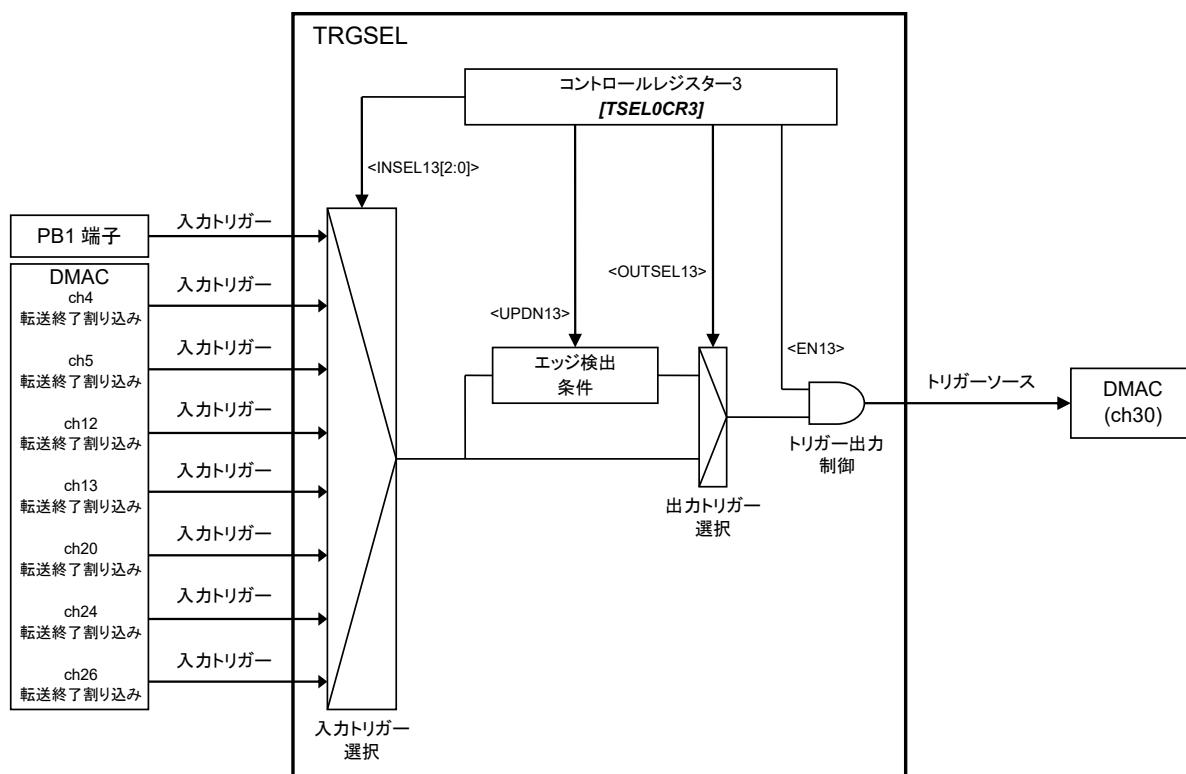 TRGSEL
コントロールレジスター3
[TSEL0CR3]
<INSEL13[2:0]>
PB1 端子
入力トリガー
DMAC
ch4
転送終了割り込み
入力トリガー
ch5
転送終了割り込み
入力トリガー
ch12
転送終了割り込み
入力トリガー
ch13
転送終了割り込み
入力トリガー
ch20
転送終了割り込み
入力トリガー
ch24
転送終了割り込み
入力トリガー
ch26
転送終了割り込み
入力トリガー
入力トリガー
選択
<UPDN13>
エッジ検出
条件
<OUTSEL13>
出力トリガー
選択
<EN13>
トリガー出力
制御
トリガーソース
DMAC
(ch30)